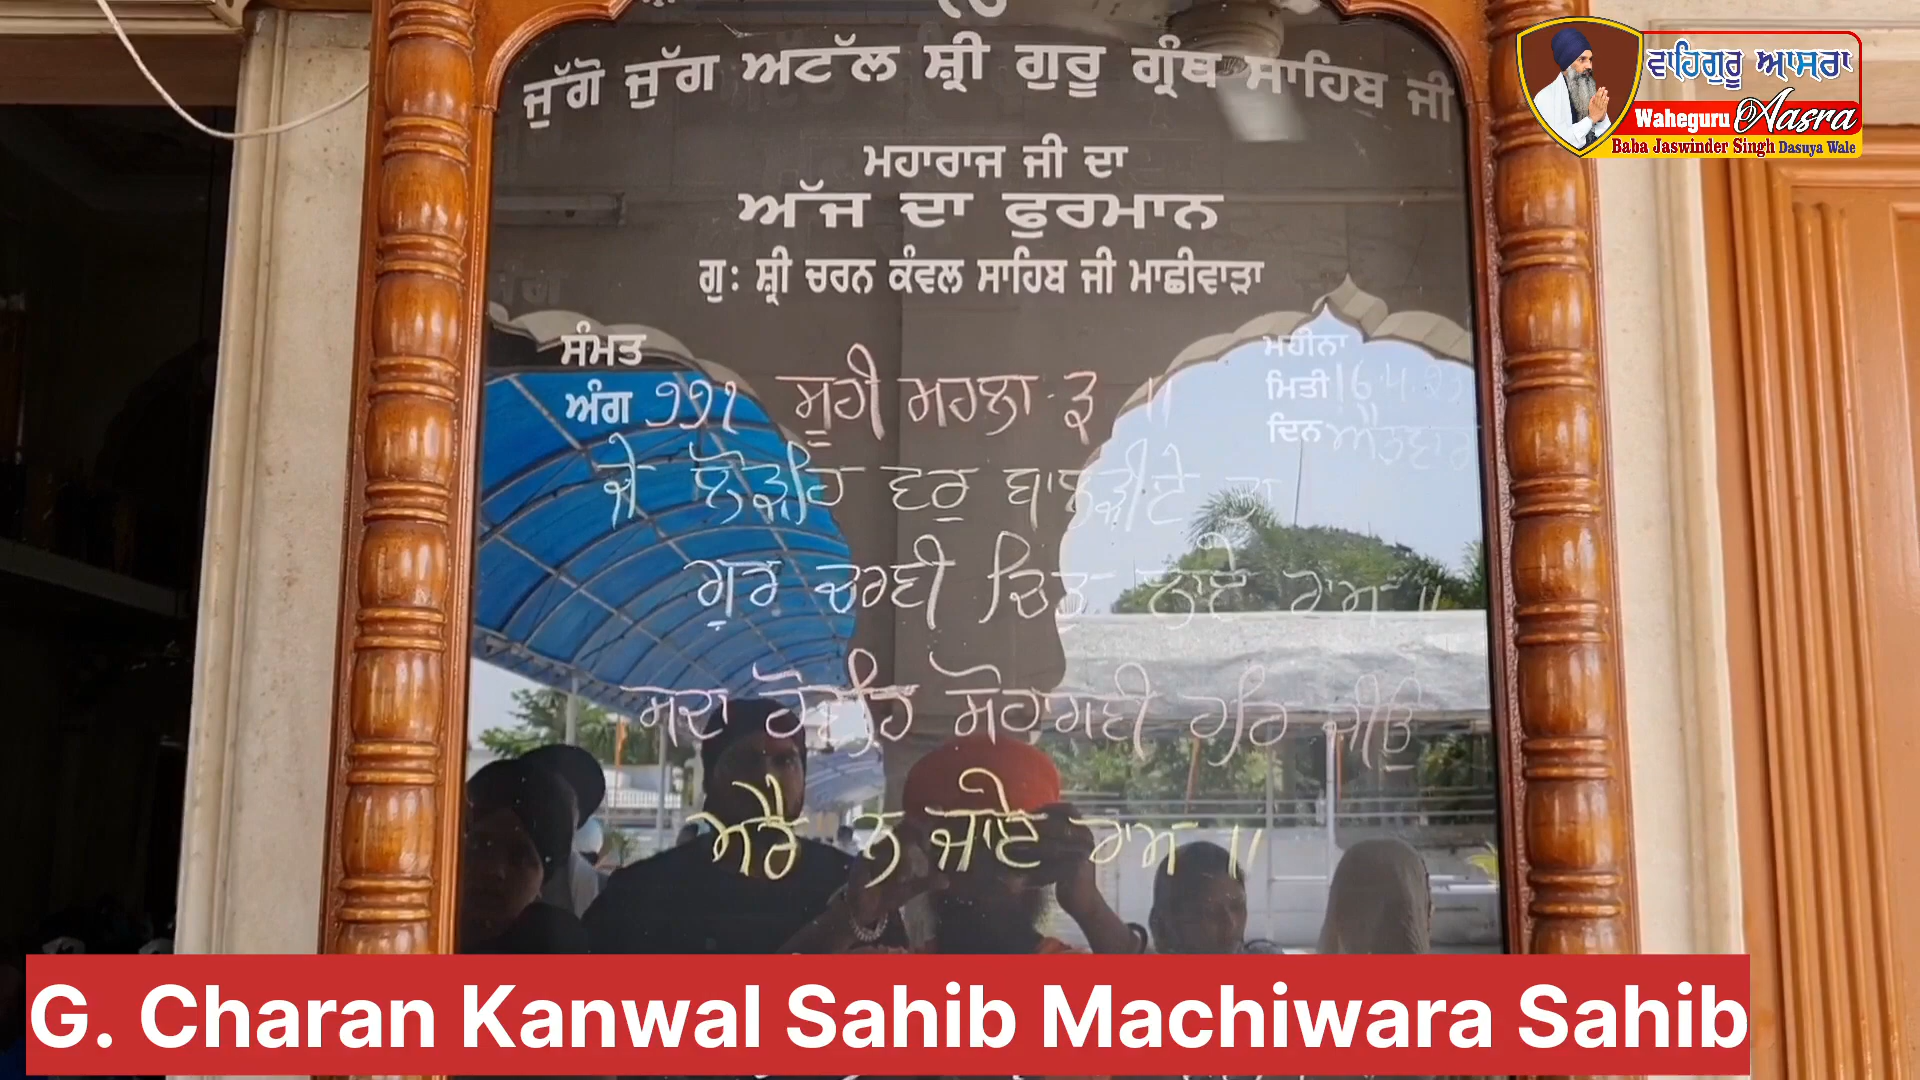 ਜੁੱਗੋ ਜੁੱਗ ਅਟੱਲ ਸ਼੍ਰੀ ਗੁਰੂ ਗ੍ਰੰਥ ਸਾਹਿਬ ਜੀ
ਵਾਹਿਗੁਰੂ ਆਸਰਾ
Waheguru Aasra
Baba Jaswinder Singh Dasuya Wale
ਮਹਾਰਾਜ ਜੀ ਦਾ
ਅੱਜ ਦਾ ਫੁਰਮਾਨ
ਗੁ: ਸ਼੍ਰੀ ਚਰਨ ਕੰਵਲ ਸਾਹਿਬ ਜੀ ਮਾਛੀਵਾੜਾ
ਸੰਮਤ ਮਹੀਨਾ
ਅੰਗ ੭੭੧ ਸੂਹੀ ਮਹਲਾ ੩ ॥ ਮਿਤੀ
ਦਿਨ ਐਤਵਾਰ
ਜੇ ਲੋੜਹਿ ਵਰੁ ਬਾਲੜੀਏ ਤਾ
ਗੁਰ ਚਰਣੀ ਚਿਤੁ ਲਾਏ ਰਾਮ ॥
ਸਦਾ ਹੋਵਹਿ ਸੋਹਾਗਣੀ ਹਰਿ ਜੀਉ
ਮਰੈ ਨ ਜਾਏ ਰਾਮ ॥
G. Charan Kanwal Sahib Machiwara Sahib